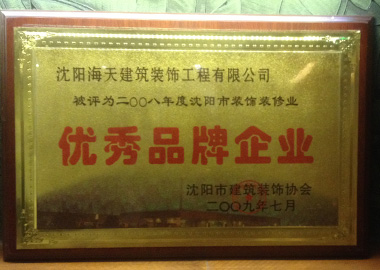 沈阳海天建筑装饰工程有限公司
被评为二〇〇八年度沈阳市装饰装修业
优秀品牌企业
沈阳市建筑装饰协会
二〇〇九年七月